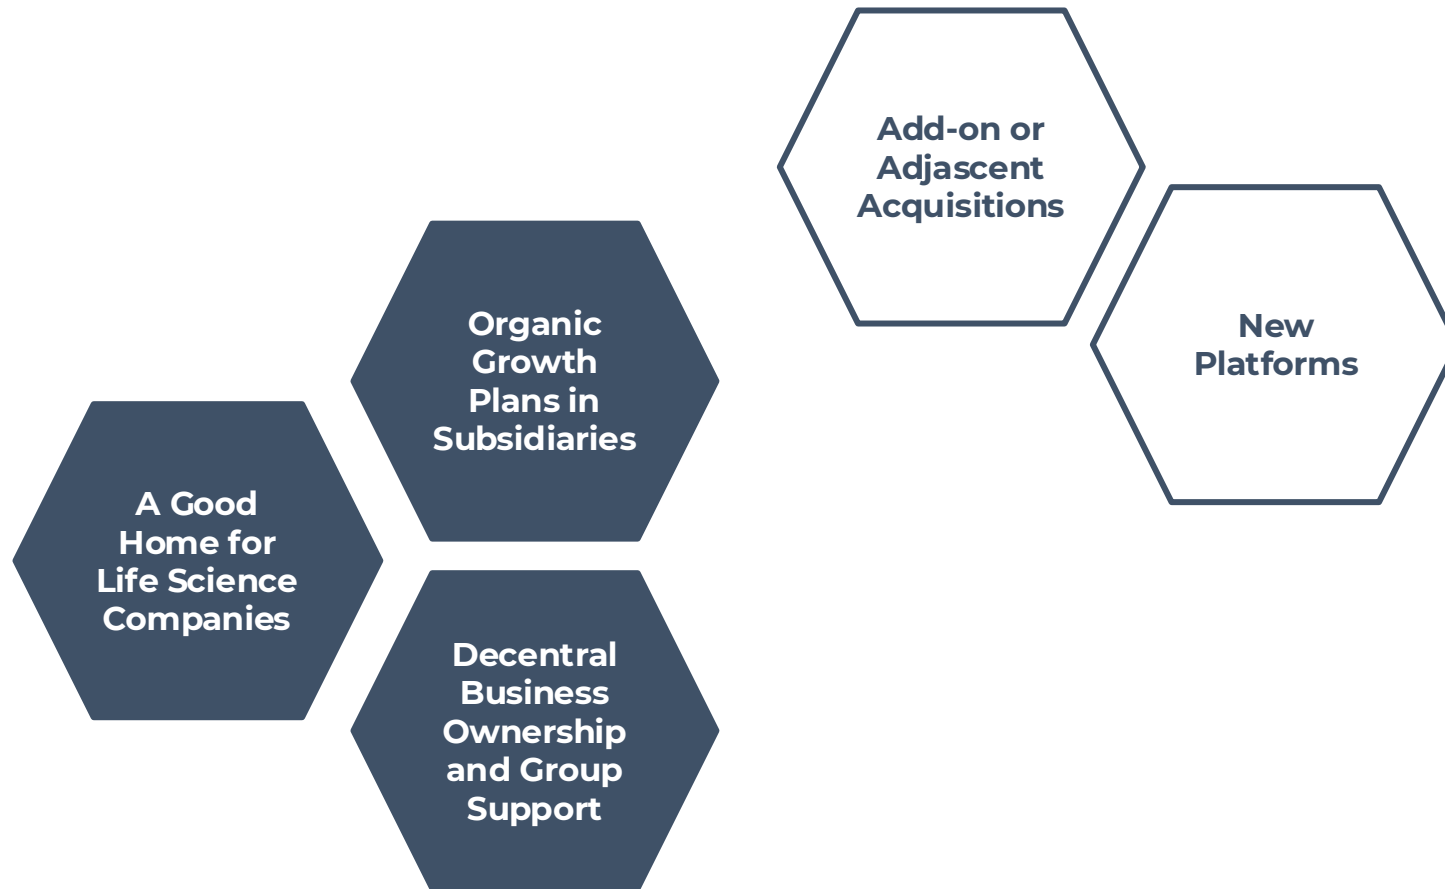 Add-on or
Adjascent
Acquisitions
New
Platforms
Organic
Growth
Plans in
Subsidiaries
A Good
Home for
Life Science
Companies
Decentral
Business
Ownership
and Group
Support